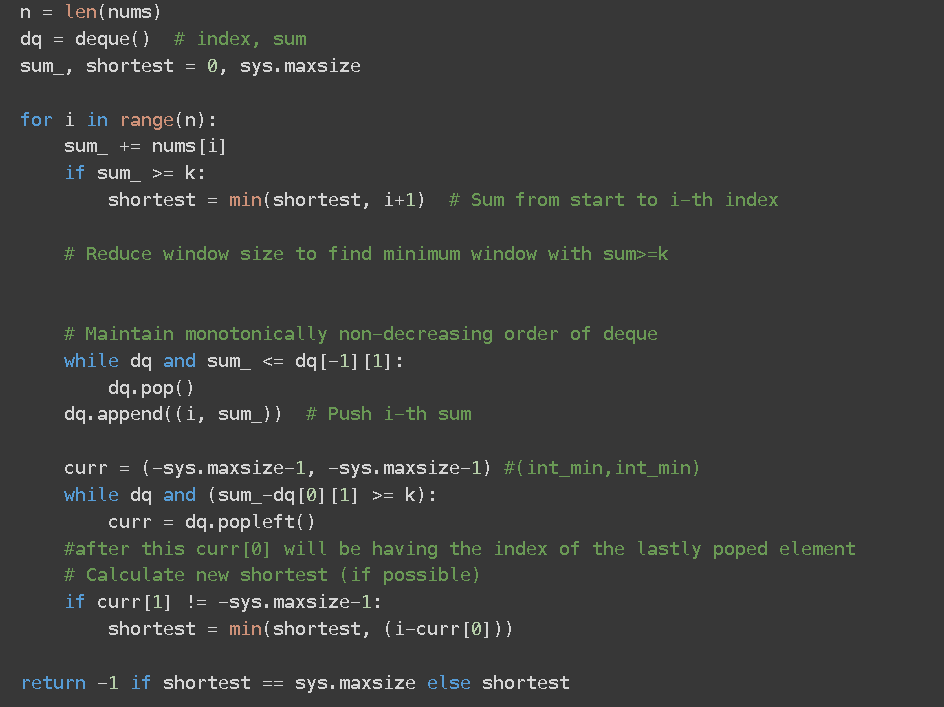 n = len(nums)
dq = deque()  # index, sum
sum_, shortest = 0, sys.maxsize

for i in range(n):
    sum_ += nums[i]
    if sum_ >= k:
        shortest = min(shortest, i+1)  # Sum from start to i-th index

    # Reduce window size to find minimum window with sum>=k


    # Maintain monotonically non-decreasing order of deque
    while dq and sum_ <= dq[-1][1]:
        dq.pop()
    dq.append((i, sum_))  # Push i-th sum

    curr = (-sys.maxsize-1, -sys.maxsize-1) #(int_min,int_min)
    while dq and (sum_-dq[0][1] >= k):
        curr = dq.popleft()
    #after this curr[0] will be having the index of the lastly poped element
    # Calculate new shortest (if possible)
    if curr[1] != -sys.maxsize-1:
        shortest = min(shortest, (i-curr[0]))

return -1 if shortest == sys.maxsize else shortest